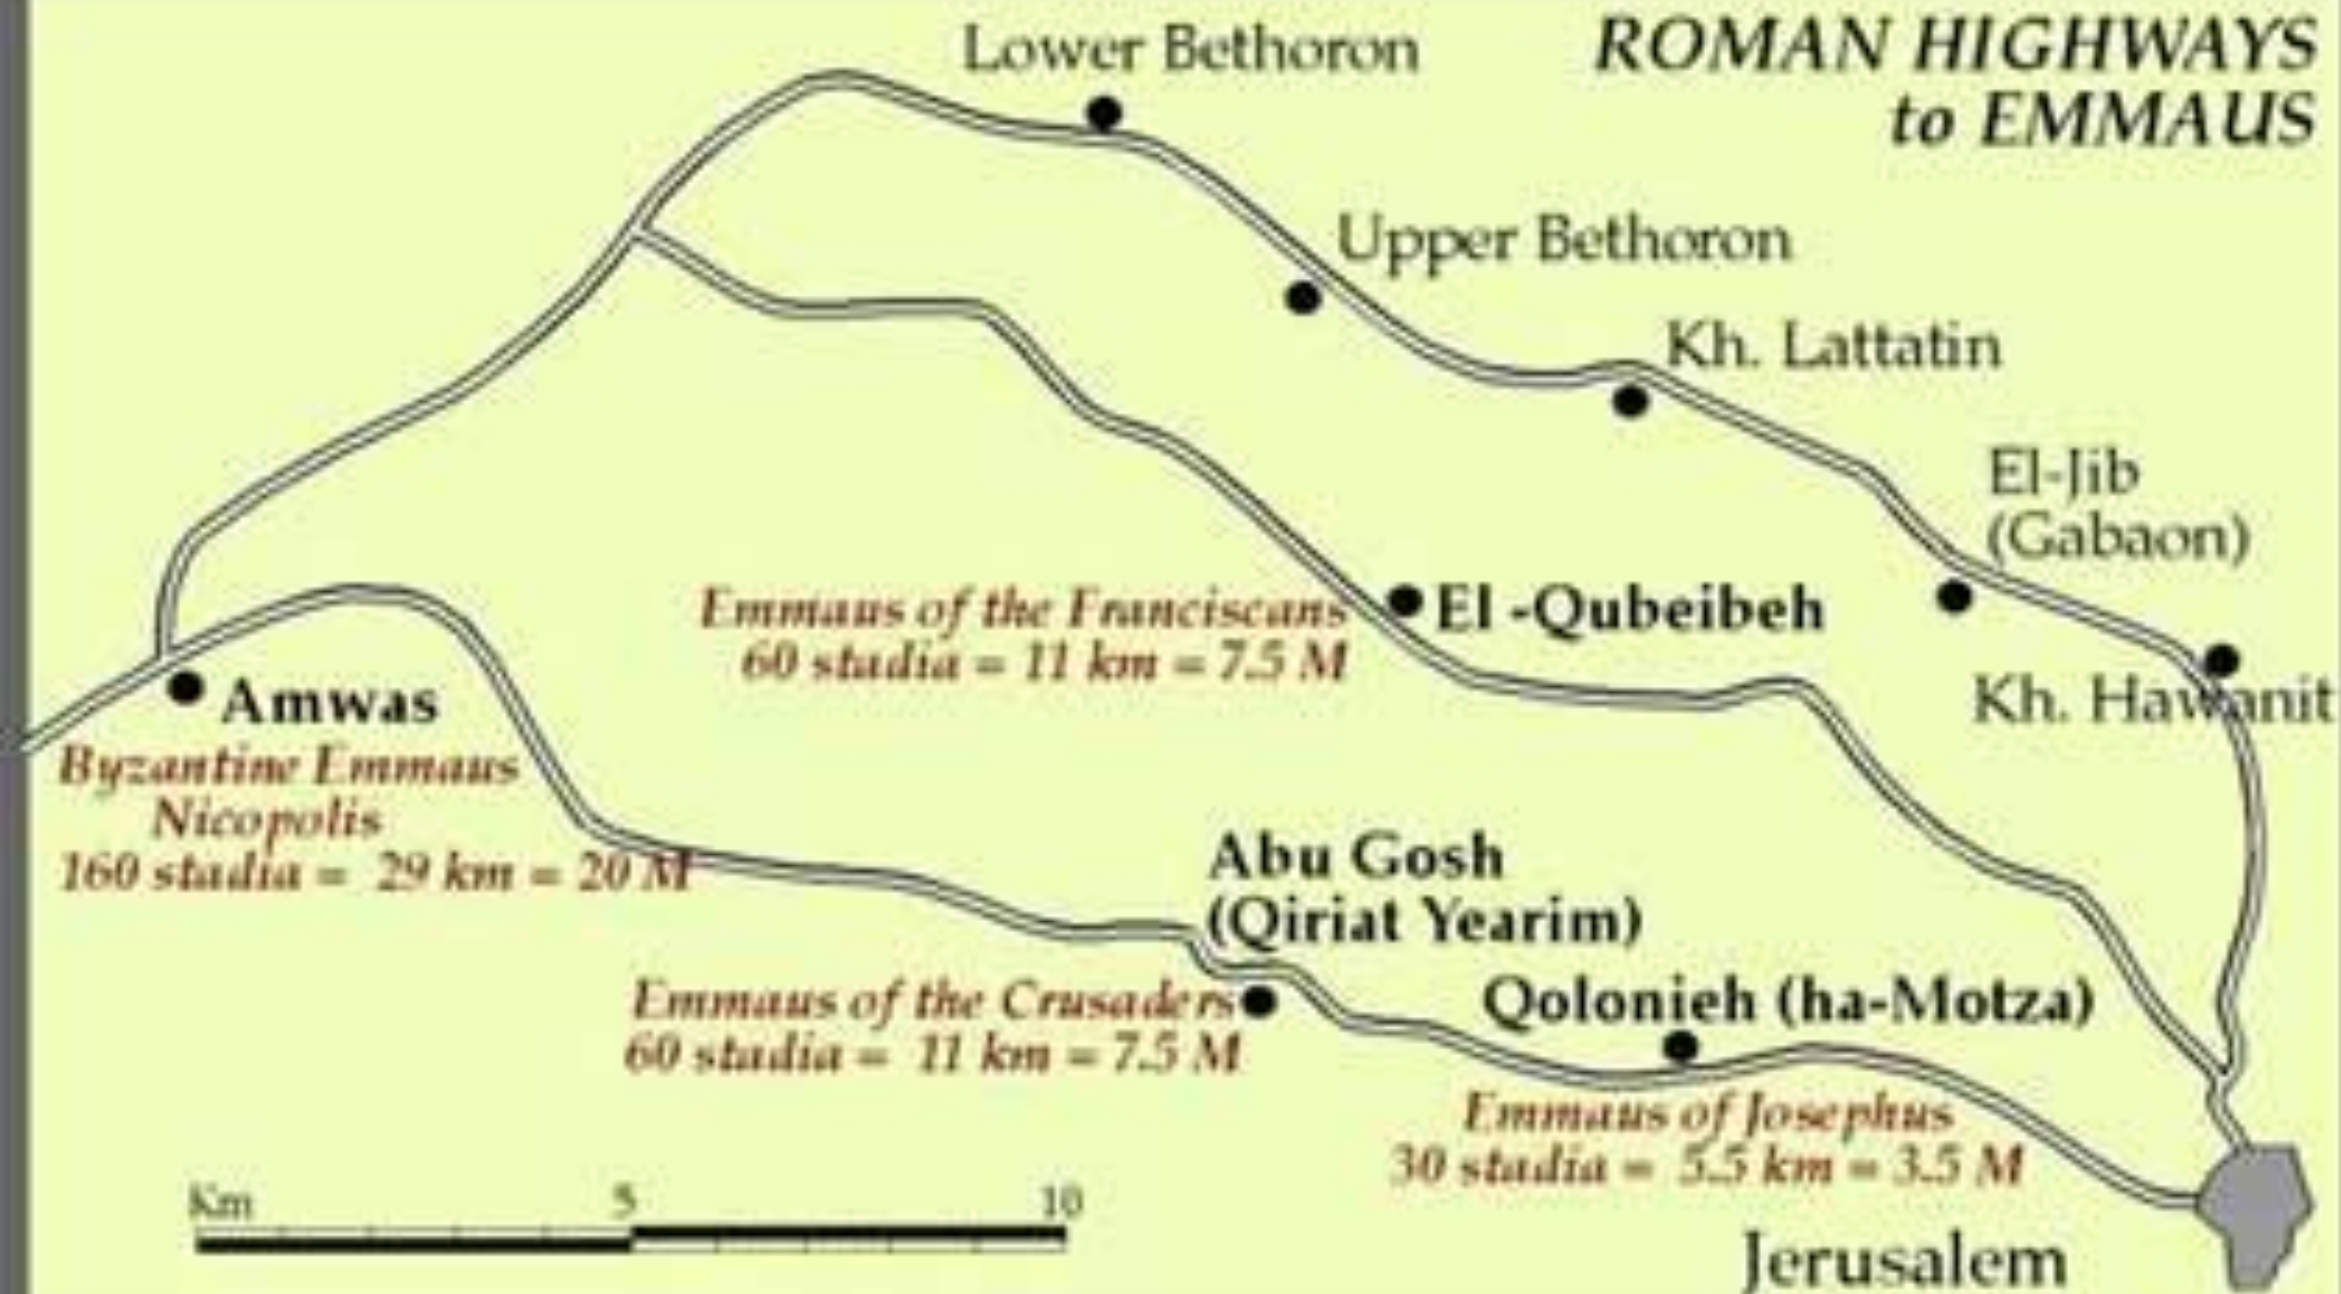 ROMAN HIGHWAYS
to EMMAUS
Lower Bethoron
Upper Bethoron
Kh. Lattatin
El-Jib
(Gabaon)
Kh. Hawanit
Emmaus of the Franciscans
60 stadia = 11 km = 7.5 M
El -Qubeibeh
Amwas
Byzantine Emmaus
Nicopolis
160 stadia = 29 km = 20 M
Abu Gosh
(Qiriat Yearim)
Emmaus of the Crusaders
60 stadia = 11 km = 7.5 M
Qolonieh (ha-Motza)
Emmaus of Josephus
30 stadia = 5.5 km = 3.5 M
Km 5 10
Jerusalem